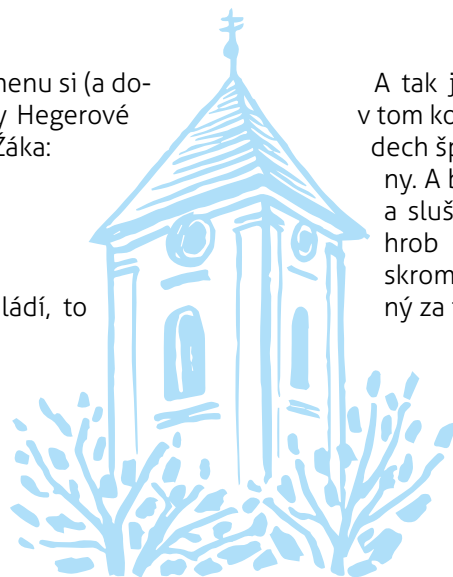 menu si (a do-
y Hegerové
Žáka:
ládí, to
A tak j
v tom ko
dech šp
ny. A b
a sluš
hrob
skrom
ný za